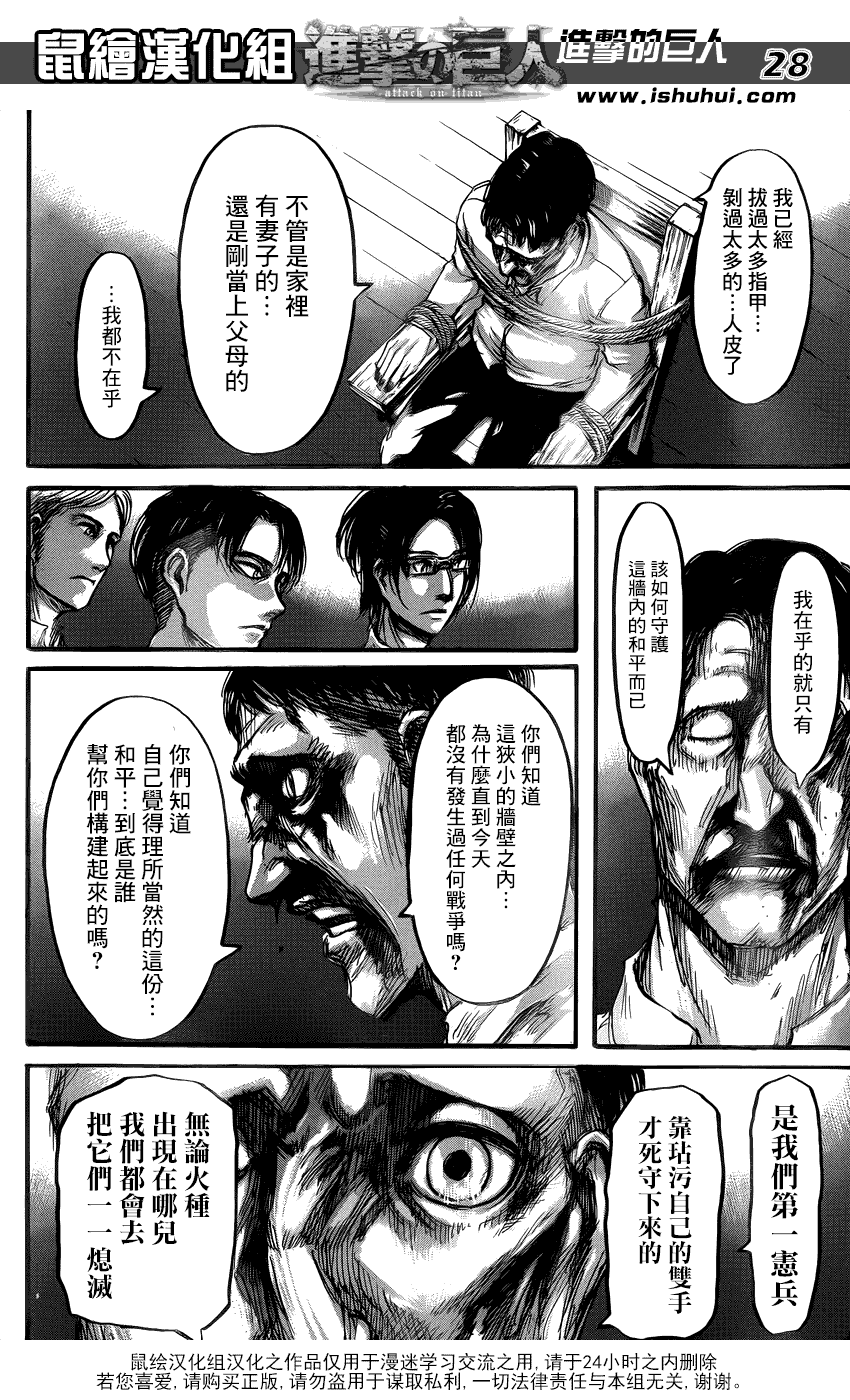 鼠繪漢化組
進撃の巨人
attack on titan
進擊的巨人
28
www.ishuhui.com
我已經
拔過太多指甲…
剝過太多的…人皮了
不管是家裡
有妻子的…
還是剛當上父母的
…我都不在乎
我在乎的就只有
該如何守護
這牆內的和平而已
你們知道
這狹小的牆壁之內…
為什麼直到今天
都沒有發生過任何戰爭嗎?
你們知道
自己覺得理所當然的這份…
和平…到底是誰
幫你們構建起來的嗎?
是我們第一憲兵
靠玷污自己的雙手
才死守下來的
無論火種
出現在哪兒
我們都會去
把它們一一熄滅
鼠绘汉化组汉化之作品仅用于漫迷学习交流之用, 请于24小时之内删除
若您喜爱, 请购买正版, 请勿盗用于谋取私利, 一切法律责任与本组无关, 谢谢.